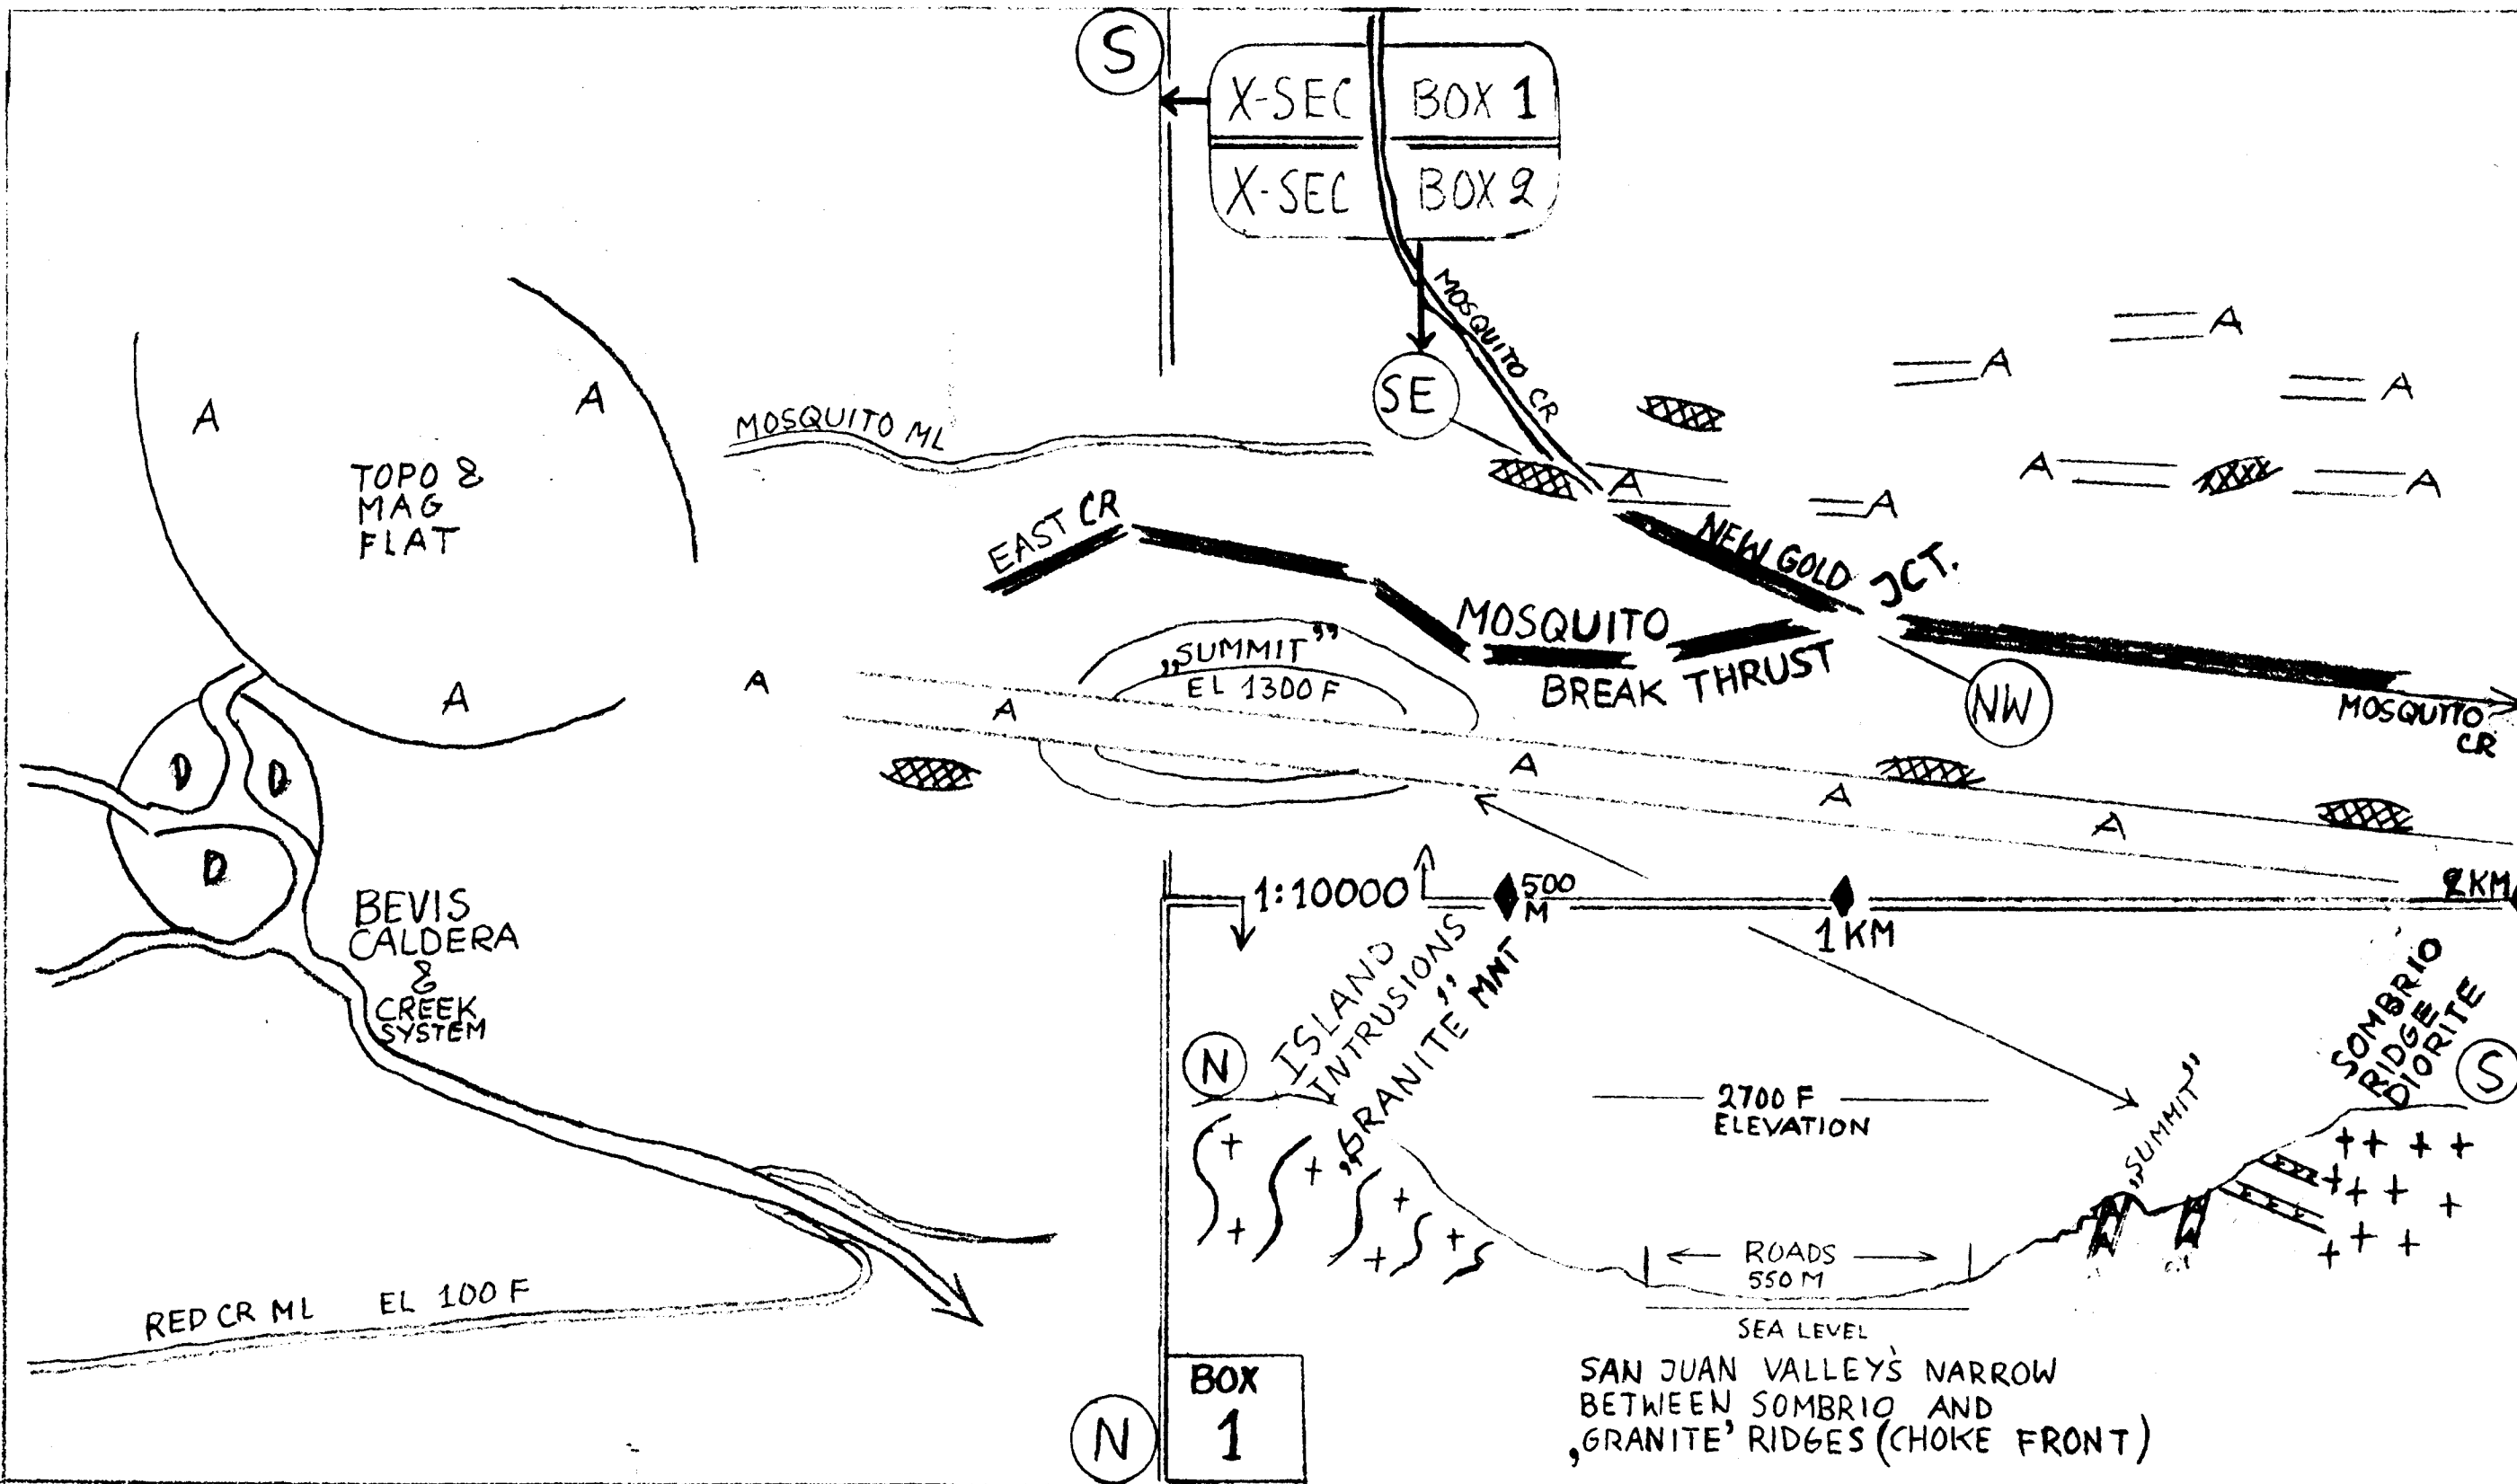 S
X-SEC BOX 1
X-SEC BOX 2
MOSQUITO CR
SE
A
A
A
A
A
A
A
A
A
A
MOSQUITO ML
TOPO &
MAG
FLAT
EAST CR
NEW GOLD JCT.
MOSQUITO
BREAK THRUST
„SUMMIT”
EL 1300 F
NW
MOSQUITO
CR
A
A
A
A
A
A
D
D
D
BEVIS
CALDERA
&
CREEK
SYSTEM
RED CR ML EL 100 F
1:10000
500
M
1 KM
2 KM
ISLAND
INTRUSIONS
„GRANITE” MNT
N
2700 F
ELEVATION
„SUMMIT”
SOMBRIO
RIDGE
DIORITE
S
ROADS
550 M
SEA LEVEL
BOX
1
N
SAN JUAN VALLEY'S NARROW
BETWEEN SOMBRIO AND
‚GRANITE’ RIDGES (CHOKE FRONT)